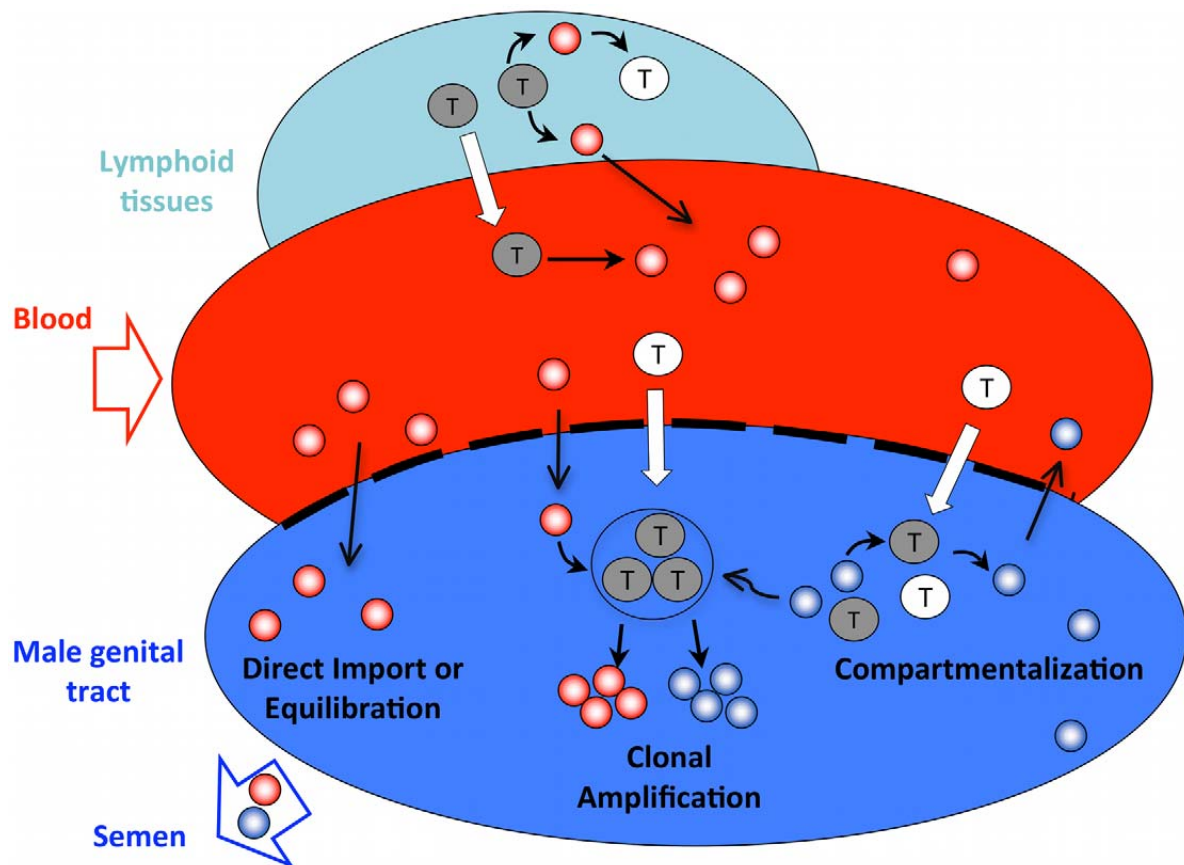 T
T
T
Lymphoid
tissues
T
Blood
T
T
T
T
T
T
T
T
Male genital
tract
Direct Import or
Equilibration
Compartmentalization
Clonal
Amplification
Semen